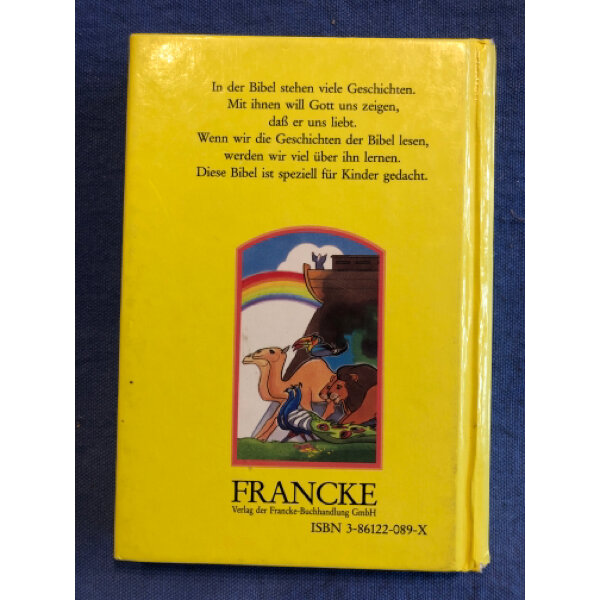 In der Bibel stehen viele Geschichten.
Mit ihnen will Gott uns zeigen,
daß er uns liebt.
Wenn wir die Geschichten der Bibel lesen,
werden wir viel über ihn lernen.
Diese Bibel ist speziell für Kinder gedacht.
FRANCKE
Verlag der Francke-Buchhandlung GmbH
ISBN 3-86122-089-X